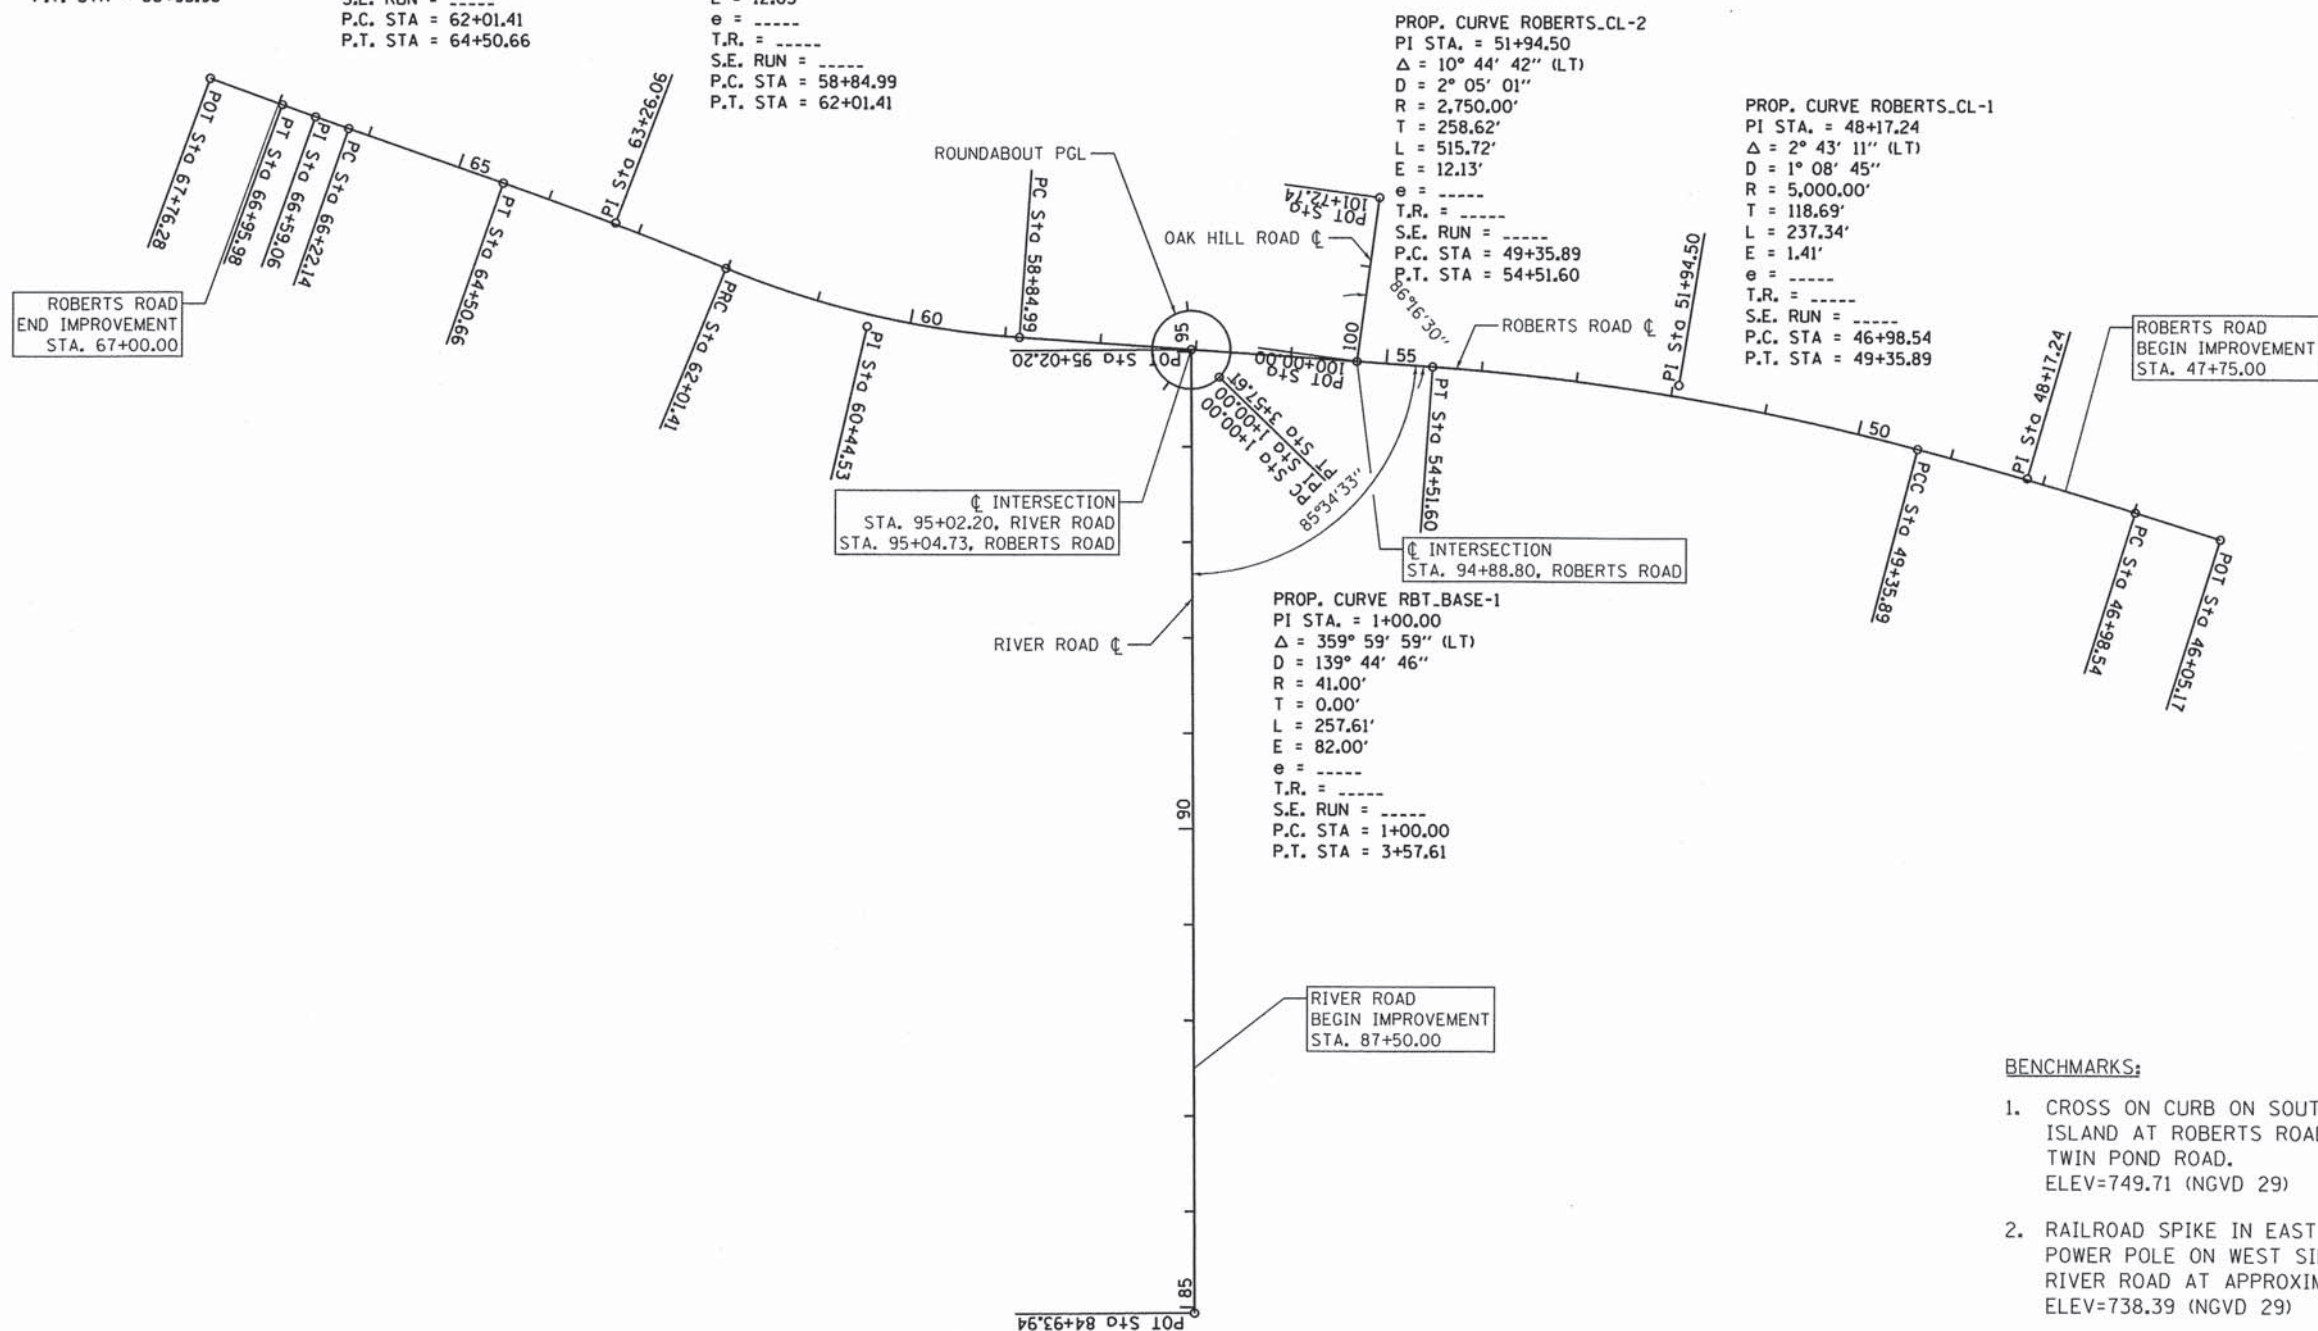 P.C. STA = 62+01.41
P.T. STA = 64+50.66
e = -----
T.R. = -----
S.E. RUN = -----
P.C. STA = 58+84.99
P.T. STA = 62+01.41
PROP. CURVE ROBERTS_CL-2
PI STA. = 51+94.50
Δ = 10° 44' 42" (LT)
D = 2° 05' 01"
R = 2,750.00'
T = 258.62'
L = 515.72'
E = 12.13'
e = -----
T.R. = -----
S.E. RUN = -----
P.C. STA = 49+35.89
P.T. STA = 54+51.60
PROP. CURVE ROBERTS_CL-1
PI STA. = 48+17.24
Δ = 2° 43' 11" (LT)
D = 1° 08' 45"
R = 5,000.00'
T = 118.69'
L = 237.34'
E = 1.41'
e = -----
T.R. = -----
S.E. RUN = -----
P.C. STA = 46+98.54
P.T. STA = 49+35.89
POT Sta 67+76.28
PT Sta 66+95.98
PI Sta 66+59.06
PC Sta 66+22.14
65
PT Sta 64+50.66
PI Sta 63+26.06
PRC Sta 62+01.41
PI Sta 60+44.53
60
PC Sta 58+84.99
ROUNDABOUT PGL
POT Sta 95+02.20
95
OAK HILL ROAD ℄
POT Sta
101+72.74
100
POT Sta
100+00.00
86°16'30"
55
ROBERTS ROAD ℄
PT Sta 54+51.60
PI Sta 51+94.50
50
PCC Sta 49+35.89
PI Sta 48+17.24
PC Sta 46+98.54
POT Sta 46+05.17
ROBERTS ROAD
BEGIN IMPROVEMENT
STA. 47+75.00
ROBERTS ROAD
END IMPROVEMENT
STA. 67+00.00
PC Sta 1+00.00
PI Sta 1+00.00
PT Sta 3+57.61
85°34'33"
℄ INTERSECTION
STA. 95+02.20, RIVER ROAD
STA. 95+04.73, ROBERTS ROAD
℄ INTERSECTION
STA. 94+88.80, ROBERTS ROAD
RIVER ROAD ℄
PROP. CURVE RBT_BASE-1
PI STA. = 1+00.00
Δ = 359° 59' 59" (LT)
D = 139° 44' 46"
R = 41.00'
T = 0.00'
L = 257.61'
E = 82.00'
e = -----
T.R. = -----
S.E. RUN = -----
P.C. STA = 1+00.00
P.T. STA = 3+57.61
90
RIVER ROAD
BEGIN IMPROVEMENT
STA. 87+50.00
85
POT Sta 84+93.94
BENCHMARKS:
1. CROSS ON CURB ON
ISLAND AT ROBERTS
TWIN POND ROAD.
ELEV=749.71 (NGVD 29)
2. RAILROAD SPIKE IN EAST
POWER POLE ON WEST
RIVER ROAD AT
ELEV=738.39 (NGVD 29)